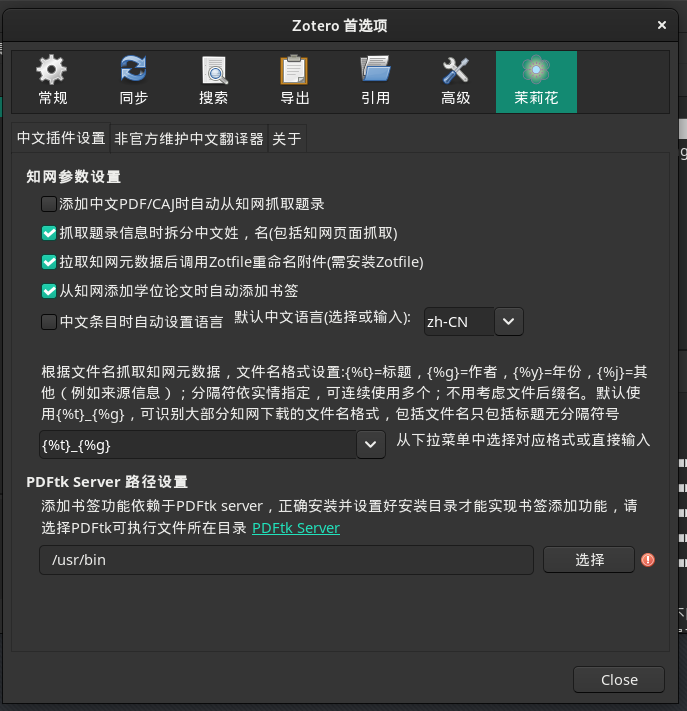 Zotero 首选项
×
常规 同步 搜索 导出 引用 高级 茉莉花
中文插件设置 非官方维护中文翻译器 关于
知网参数设置
添加中文PDF/CAJ时自动从知网抓取题录
抓取题录信息时拆分中文姓，名(包括知网页面抓取)
拉取知网元数据后调用Zotfile重命名附件(需安装Zotfile)
从知网添加学位论文时自动添加书签
中文条目时自动设置语言 默认中文语言(选择或输入): zh-CN
根据文件名抓取知网元数据，文件名格式设置:{%t}=标题，{%g}=作者，{%y}=年份，{%j}=其
他（例如来源信息）；分隔符依实情指定，可连续使用多个；不用考虑文件后缀名。默认使
用{%t}_{%g}，可识别大部分知网下载的文件名格式，包括文件名只包括标题无分隔符号
{%t}_{%g} 从下拉菜单中选择对应格式或直接输入
PDFtk Server 路径设置
添加书签功能依赖于PDFtk server，正确安装并设置好安装目录才能实现书签添加功能，请
选择PDFtk可执行文件所在目录 PDFtk Server
/usr/bin 选择
Close